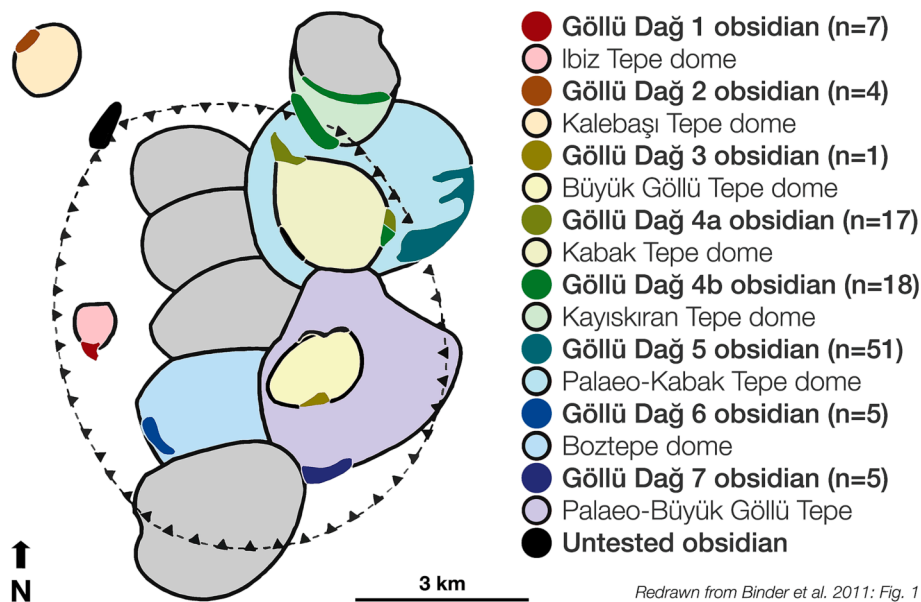 Göllü Dağ 1 obsidian (n=7)
Ibiz Tepe dome
Göllü Dağ 2 obsidian (n=4)
Kalebaşı Tepe dome
Göllü Dağ 3 obsidian (n=1)
Büyük Göllü Tepe dome
Göllü Dağ 4a obsidian (n=17)
Kabak Tepe dome
Göllü Dağ 4b obsidian (n=18)
Kayıskıran Tepe dome
Göllü Dağ 5 obsidian (n=51)
Palaeo-Kabak Tepe dome
Göllü Dağ 6 obsidian (n=5)
Boztepe dome
Göllü Dağ 7 obsidian (n=5)
Palaeo-Büyük Göllü Tepe
Untested obsidian
N
3 km
Redrawn from Binder et al. 2011: Fig. 1